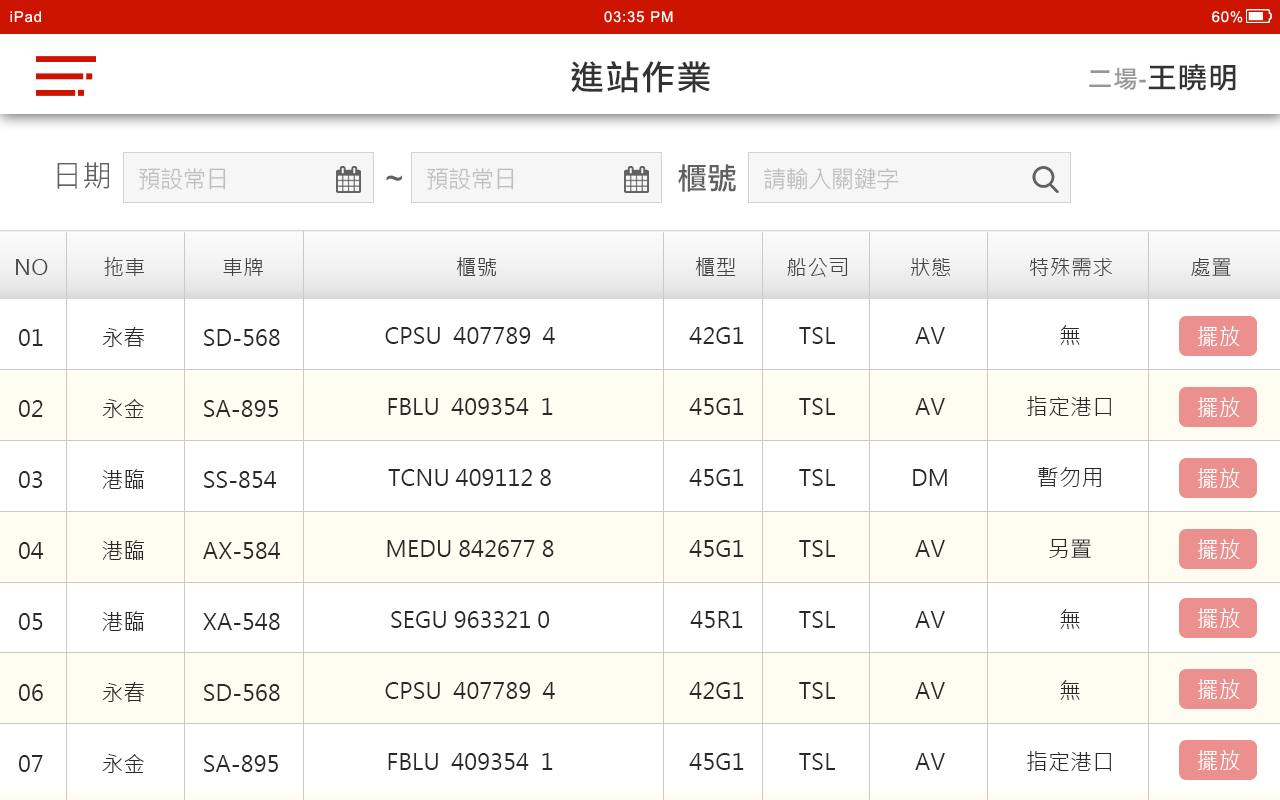 iPad 03:35 PM 60%
進站作業 二場-王曉明
日期 預設常日 ~ 預設常日 櫃號 請輸入關鍵字
NO 拖車 車牌 櫃號 櫃型 船公司 狀態 特殊需求 處置
01 永春 SD-568 CPSU 407789 4 42G1 TSL AV 無 擺放
02 永金 SA-895 FBLU 409354 1 45G1 TSL AV 指定港口 擺放
03 港臨 SS-854 TCNU 409112 8 45G1 TSL DM 暫勿用 擺放
04 港臨 AX-584 MEDU 842677 8 45G1 TSL AV 另置 擺放
05 港臨 XA-548 SEGU 963321 0 45R1 TSL AV 無 擺放
06 永春 SD-568 CPSU 407789 4 42G1 TSL AV 無 擺放
07 永金 SA-895 FBLU 409354 1 45G1 TSL AV 指定港口 擺放